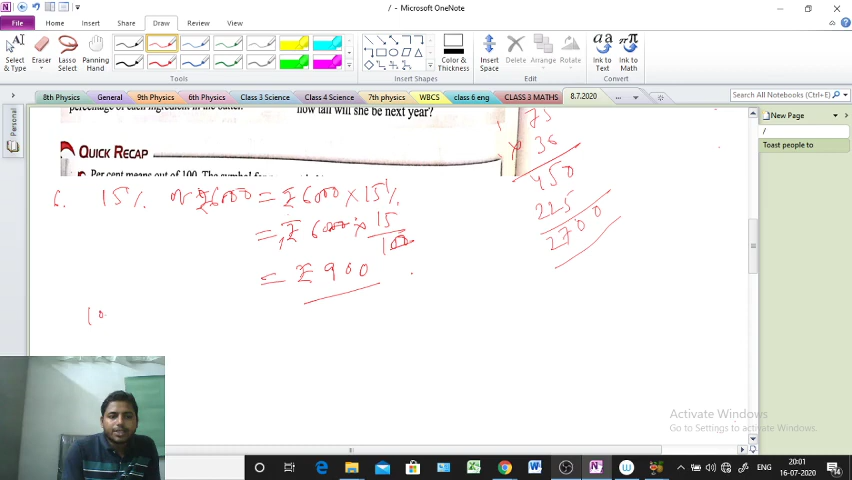 / - Microsoft OneNote
File Home Insert Draw Review View
Select & Type Eraser Lasso Select Panning Hand Color & Thickness Insert Space Delete Arrange Rotate Ink to Text Ink to Math
Tools Insert Shapes Edit Convert
8th Physics General 9th Physics 6th Physics Class 3 Science Class 4 Science 7th physics WBCS class 6 eng CLASS 3 MATHS 8.7.2020 ... Search All Notebooks (Ctrl+E)
Personal
New Page
/
Toast people to
how tall will she be next year?
QUICK RECAP
Per cent means out of 100. The symbol for
75
x 36
450
225
2700
6. 15% of ₹6000 = ₹6000 × 15%
= ₹ 6000 × 15/100
= ₹ 900
10
Activate Windows
Go to Settings to activate Windows.
ENG 20:01 16-07-2020 14